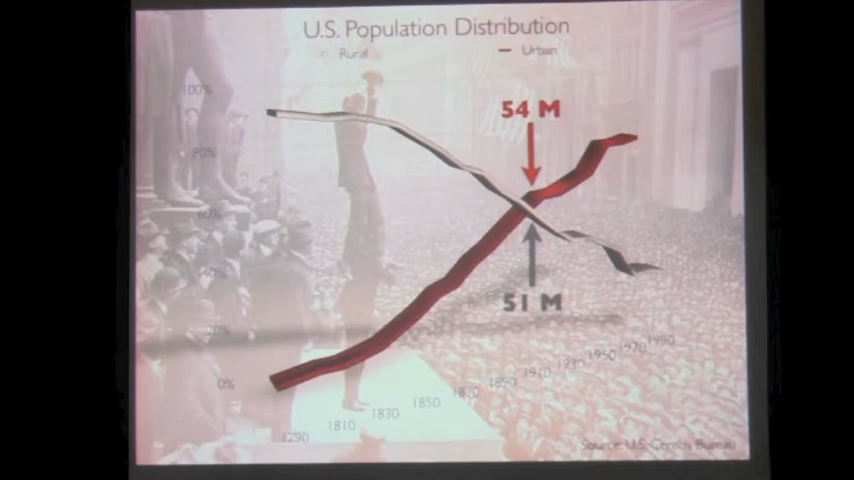 U.S. Population Distribution
Rural
Urban
100%
54 M
80%
60%
40%
51 M
20%
0%
1790 1810 1830 1850 1870 1890 1910 1930 1950 1970 1990
Source: U.S. Census Bureau